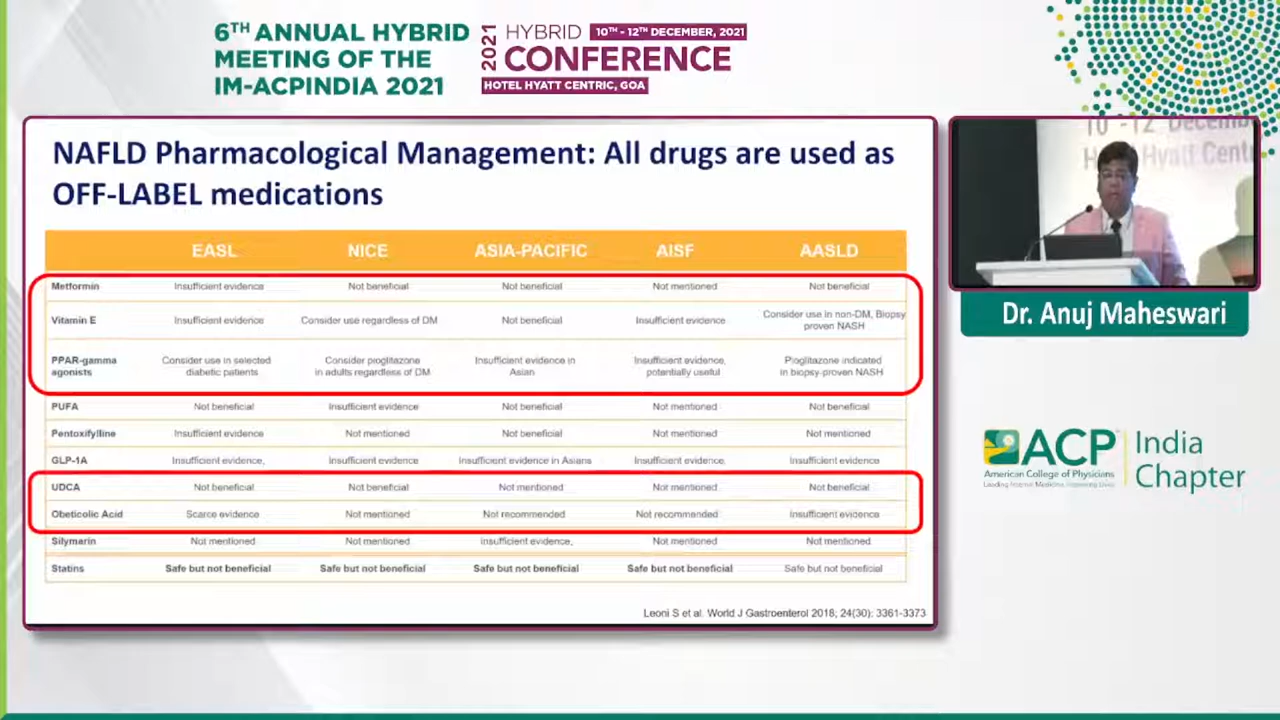 6TH ANNUAL HYBRID
MEETING OF THE
IM-ACPINDIA 2021
2021 HYBRID 10TH - 12TH DECEMBER, 2021
CONFERENCE
HOTEL HYATT CENTRIC, GOA
NAFLD Pharmacological Management: All drugs are used as
OFF-LABEL medications
EASL NICE ASIA-PACIFIC AISF AASLD
Metformin Insufficient evidence Not beneficial Not beneficial Not mentioned Not beneficial
Vitamin E Insufficient evidence Consider use regardless of DM Not beneficial Insufficient evidence Consider use in non-DM, Biopsy
proven NASH
PPAR-gamma Consider use in selected Consider pioglitazone Insufficient evidence in Insufficient evidence, Pioglitazone indicated
agonists diabetic patients in adults regardless of DM Asian potentially useful in biopsy-proven NASH
PUFA Not beneficial Insufficient evidence Not beneficial Not mentioned Not beneficial
Pentoxifylline Insufficient evidence Not mentioned Not beneficial Not mentioned Not mentioned
GLP-1A Insufficient evidence, Insufficient evidence Insufficient evidence in Asians Insufficient evidence, Insufficient evidence
UDCA Not beneficial Not beneficial Not mentioned Not mentioned Not beneficial
Obeticolic Acid Scarce evidence Not mentioned Not recommended Not recommended Insufficient evidence
Silymarin Not mentioned Not mentioned Insufficient evidence, Not mentioned Not mentioned
Statins Safe but not beneficial Safe but not beneficial Safe but not beneficial Safe but not beneficial Safe but not beneficial
Leoni S et al. World J Gastroenterol 2018; 24(30): 3361-3373
10 -12 December
Hyatt Cent
Dr. Anuj Maheswari
ACP
American College of Physicians
Leading Internal Medicine, Improving Lives
India
Chapter